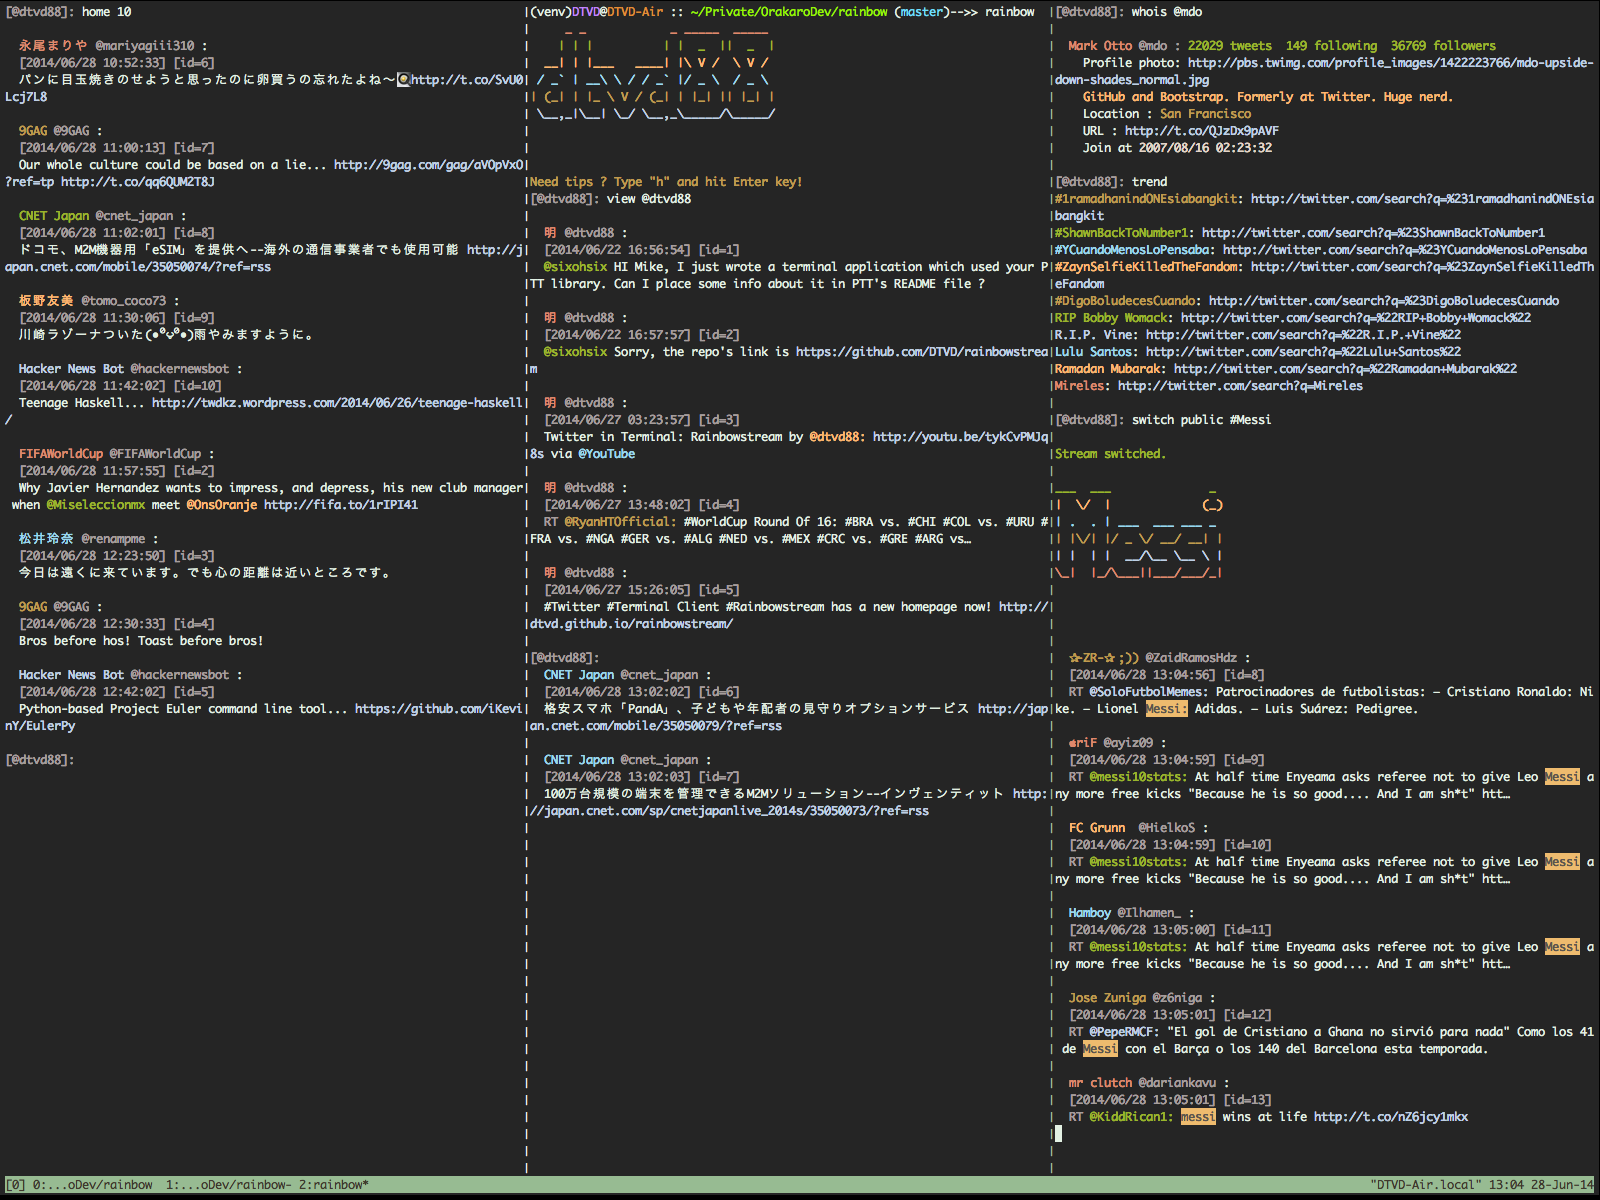 [@dtvd88]: home 10
永尾まりや @mariyagiii310 :
[2014/06/28 10:52:33] [id=6]
パンに目玉焼きのせようと思ったのに卵買うの忘れたよね〜🍳http://t.co/SvU0
Lcj7L8
9GAG @9GAG :
[2014/06/28 11:00:13] [id=7]
Our whole culture could be based on a lie... http://9gag.com/gag/aVOpVxO
?ref=tp http://t.co/qq6QUM2T8J
CNET Japan @cnet_japan :
[2014/06/28 11:02:01] [id=8]
ドコモ、M2M機器用「eSIM」を提供へ--海外の通信事業者でも使用可能 http://j
apan.cnet.com/mobile/35050074/?ref=rss
板野友美 @tomo_coco73 :
[2014/06/28 11:30:06] [id=9]
川崎ラゾーナついた(•⁰ᴗ⁰•)雨やみますように。
Hacker News Bot @hackernewsbot :
[2014/06/28 11:42:02] [id=10]
Teenage Haskell... http://twdkz.wordpress.com/2014/06/26/teenage-haskell
/
FIFAWorldCup @FIFAWorldCup :
[2014/06/28 11:57:55] [id=2]
Why Javier Hernandez wants to impress, and depress, his new club manager
when @Miseleccionmx meet @OnsOranje http://fifa.to/1rIPI41
松井玲奈 @renampme :
[2014/06/28 12:23:50] [id=3]
今日は遠くに来ています。でも心の距離は近いところです。
9GAG @9GAG :
[2014/06/28 12:30:33] [id=4]
Bros before hos! Toast before bros!
Hacker News Bot @hackernewsbot :
[2014/06/28 12:42:02] [id=5]
Python-based Project Euler command line tool... https://github.com/iKevi
nY/EulerPy
[@dtvd88]:
(venv)DTVD@DTVD-Air :: ~/Private/OrakaroDev/rainbow (master)-->> rainbow
dtvd88
Need tips ? Type "h" and hit Enter key!
[@dtvd88]: view @dtvd88
明 @dtvd88 :
[2014/06/22 16:56:54] [id=1]
@sixohsix HI Mike, I just wrote a terminal application which used your P
TT library. Can I place some info about it in PTT's README file ?
明 @dtvd88 :
[2014/06/22 16:57:57] [id=2]
@sixohsix Sorry, the repo's link is https://github.com/DTVD/rainbowstrea
m
明 @dtvd88 :
[2014/06/27 03:23:57] [id=3]
Twitter in Terminal: Rainbowstream by @dtvd88: http://youtu.be/tykCvPMJq
8s via @YouTube
明 @dtvd88 :
[2014/06/27 13:48:02] [id=4]
RT @RyanHTOfficial: #WorldCup Round Of 16: #BRA vs. #CHI #COL vs. #URU #
FRA vs. #NGA #GER vs. #ALG #NED vs. #MEX #CRC vs. #GRE #ARG vs…
明 @dtvd88 :
[2014/06/27 15:26:05] [id=5]
#Twitter #Terminal Client #Rainbowstream has a new homepage now! http://
dtvd.github.io/rainbowstream/
[@dtvd88]:
CNET Japan @cnet_japan :
[2014/06/28 13:02:02] [id=6]
格安スマホ「PandA」、子どもや年配者の見守りオプションサービス http://jap
an.cnet.com/mobile/35050079/?ref=rss
CNET Japan @cnet_japan :
[2014/06/28 13:02:03] [id=7]
100万台規模の端末を管理できるM2Mソリューション--インヴェンティット http:
//japan.cnet.com/sp/cnetjapanlive_2014s/35050073/?ref=rss
[@dtvd88]: whois @mdo
Mark Otto @mdo : 22029 tweets 149 following 36769 followers
Profile photo: http://pbs.twimg.com/profile_images/1422223766/mdo-upside-
down-shades_normal.jpg
GitHub and Bootstrap. Formerly at Twitter. Huge nerd.
Location : San Francisco
URL : http://t.co/QJzDx9pAVF
Join at 2007/08/16 02:23:32
[@dtvd88]: trend
#1ramadhanindONEsiabangkit: http://twitter.com/search?q=%231ramadhanindONEsia
bangkit
#ShawnBackToNumber1: http://twitter.com/search?q=%23ShawnBackToNumber1
#YCuandoMenosLoPensaba: http://twitter.com/search?q=%23YCuandoMenosLoPensaba
#ZaynSelfieKilledTheFandom: http://twitter.com/search?q=%23ZaynSelfieKilledTh
eFandom
#DigoBoludecesCuando: http://twitter.com/search?q=%23DigoBoludecesCuando
RIP Bobby Womack: http://twitter.com/search?q=%22RIP+Bobby+Womack%22
R.I.P. Vine: http://twitter.com/search?q=%22R.I.P.+Vine%22
Lulu Santos: http://twitter.com/search?q=%22Lulu+Santos%22
Ramadan Mubarak: http://twitter.com/search?q=%22Ramadan+Mubarak%22
Mireles: http://twitter.com/search?q=Mireles
[@dtvd88]: switch public #Messi
Stream switched.
Messi
✰-ZR-✰ ;)) @ZaidRamosHdz :
[2014/06/28 13:04:56] [id=8]
RT @SoloFutbolMemes: Patrocinadores de futbolistas: – Cristiano Ronaldo: Ni
ke. – Lionel Messi: Adidas. – Luis Suárez: Pedigree.
ariF @ayiz09 :
[2014/06/28 13:04:59] [id=9]
RT @messi10stats: At half time Enyeama asks referee not to give Leo Messi a
ny more free kicks "Because he is so good.... And I am sh*t" htt…
FC Grunn @HielkoS :
[2014/06/28 13:04:59] [id=10]
RT @messi10stats: At half time Enyeama asks referee not to give Leo Messi a
ny more free kicks "Because he is so good.... And I am sh*t" htt…
Hamboy @Ilhamen_ :
[2014/06/28 13:05:00] [id=11]
RT @messi10stats: At half time Enyeama asks referee not to give Leo Messi a
ny more free kicks "Because he is so good.... And I am sh*t" htt…
Jose Zuniga @z6niga :
[2014/06/28 13:05:01] [id=12]
RT @PepeRMCF: "El gol de Cristiano a Ghana no sirvió para nada" Como los 41
de Messi con el Barça o los 140 del Barcelona esta temporada.
mr clutch @dariankavu :
[2014/06/28 13:05:01] [id=13]
RT @KiddRican1: messi wins at life http://t.co/nZ6jcy1mkx
[0] 0:...oDev/rainbow 1:...oDev/rainbow- 2:rainbow* "DTVD-Air.local" 13:04 28-Jun-14